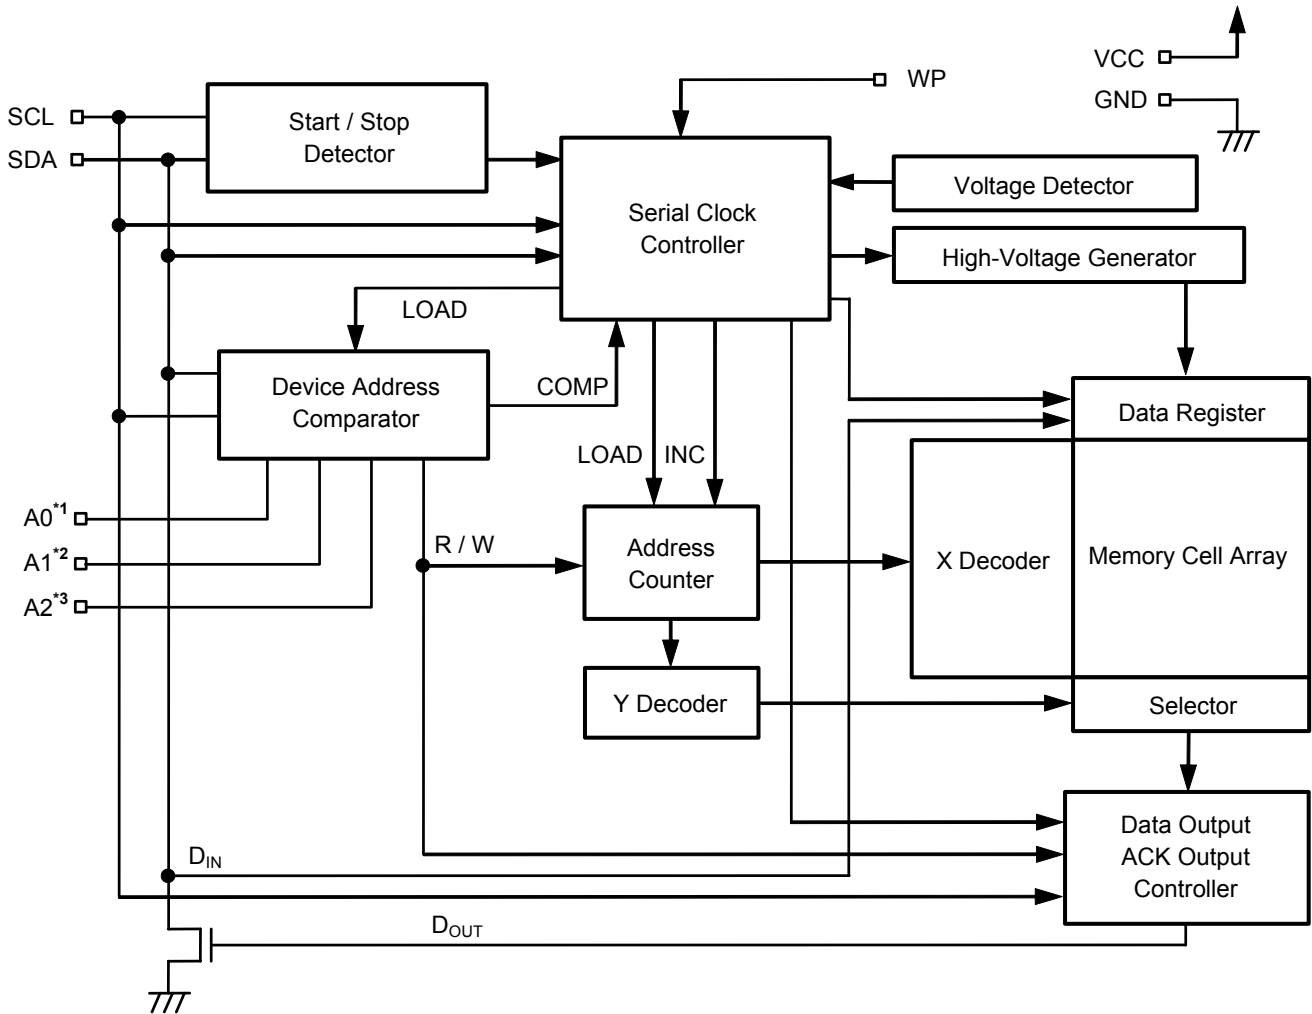 VCC
WP
GND
SCL
SDA
Start / Stop
Detector
Voltage Detector
Serial Clock
Controller
High-Voltage Generator
LOAD
Device Address
Comparator
COMP
Data Register
LOAD
INC
A0*1
A1*2
A2*3
R / W
Address
Counter
X Decoder
Memory Cell Array
Y Decoder
Selector
Data Output
ACK Output
Controller
DIN
DOUT